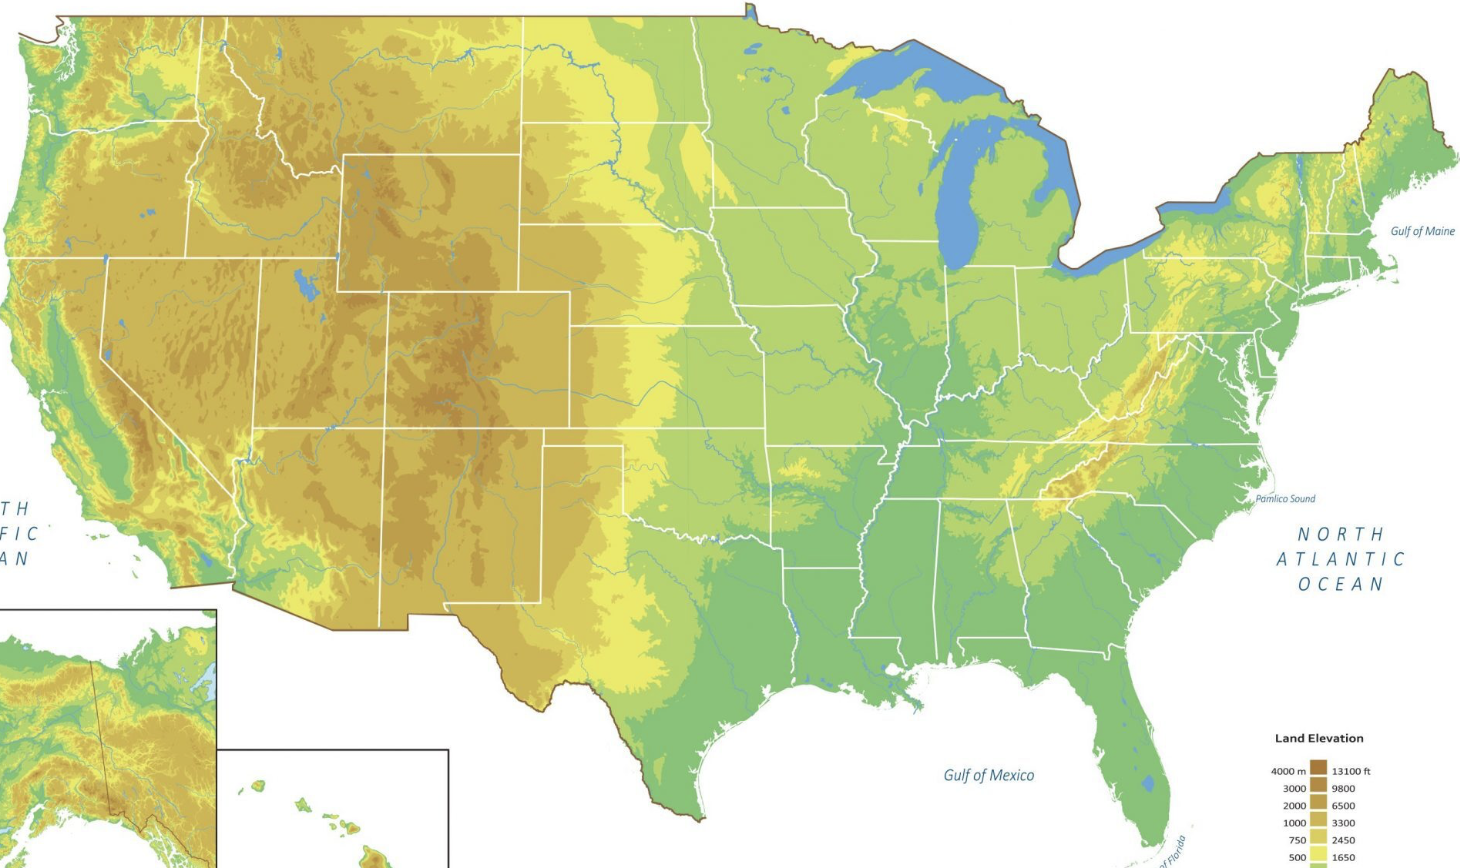 Gulf of Maine
Pamlico Sound
TH
FIC
AN
NORTH
ATLANTIC
OCEAN
Gulf of Mexico
of Florida
Land Elevation
4000 m 13100 ft
3000 9800
2000 6500
1000 3300
750 2450
500 1650